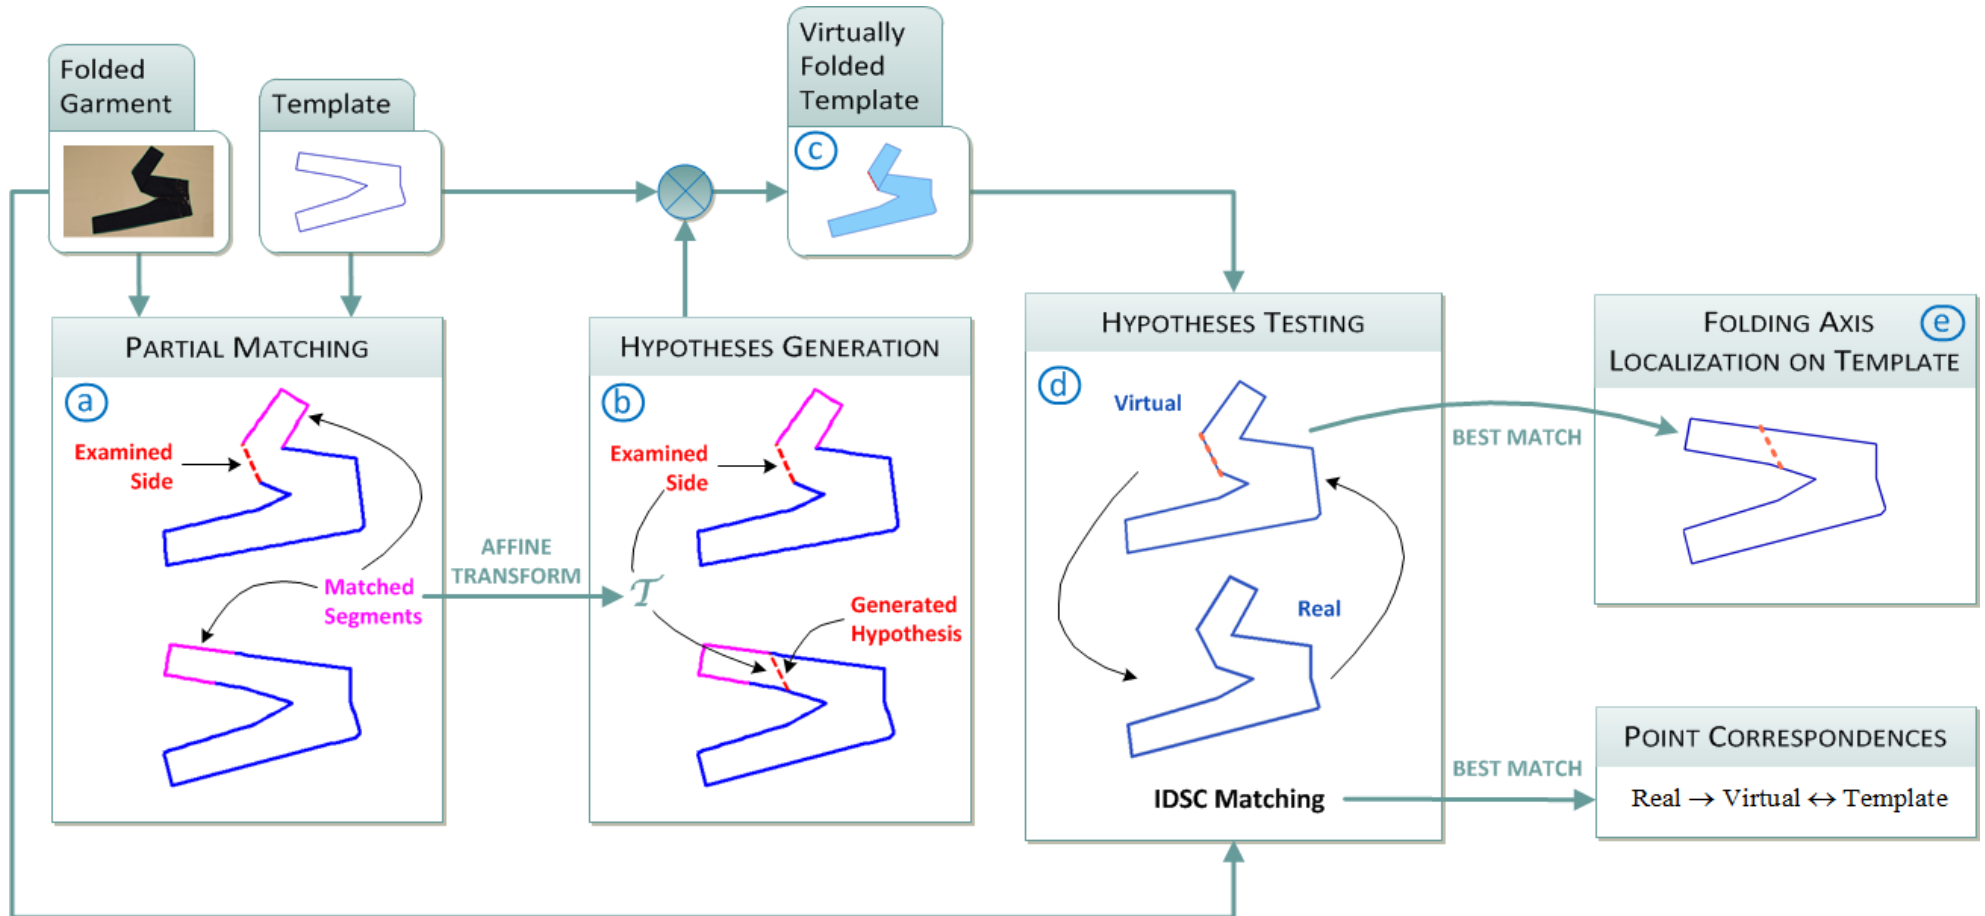 Folded
Garment
Template
Virtually
Folded
Template
c
PARTIAL MATCHING
a
Examined
Side
Matched
Segments
AFFINE
TRANSFORM
HYPOTHESES GENERATION
b
Examined
Side
𝒯
Generated
Hypothesis
HYPOTHESES TESTING
d
Virtual
Real
IDSC Matching
BEST MATCH
BEST MATCH
FOLDING AXIS
LOCALIZATION ON TEMPLATE
e
POINT CORRESPONDENCES
Real → Virtual ↔ Template